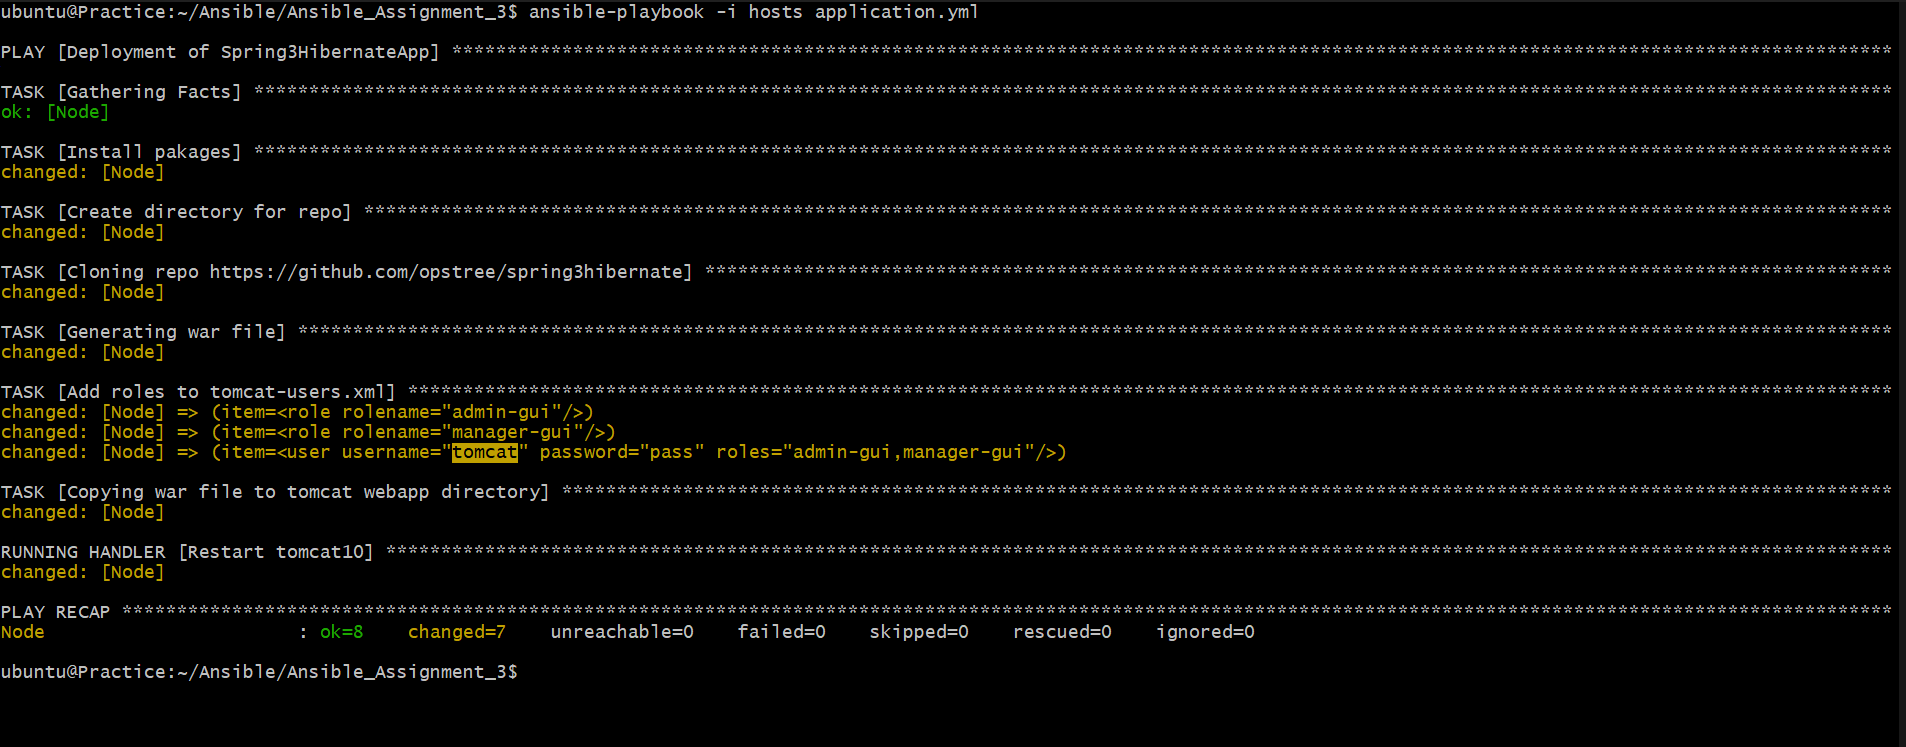 ubuntu@Practice:~/Ansible/Ansible_Assignment_3$ ansible-playbook -i hosts application.yml
PLAY [Deployment of Spring3HibernateApp] ***********************************************************************************************************************************
TASK [Gathering Facts] *****************************************************************************************************************************************************
ok: [Node]
TASK [Install pakages] *****************************************************************************************************************************************************
changed: [Node]
TASK [Create directory for repo] *******************************************************************************************************************************************
changed: [Node]
TASK [Cloning repo https://github.com/opstree/spring3hibernate] ************************************************************************************************************
changed: [Node]
TASK [Generating war file] *************************************************************************************************************************************************
changed: [Node]
TASK [Add roles to tomcat-users.xml] ***************************************************************************************************************************************
changed: [Node] => (item=<role rolename="admin-gui"/>)
changed: [Node] => (item=<role rolename="manager-gui"/>)
changed: [Node] => (item=<user username="tomcat" password="pass" roles="admin-gui,manager-gui"/>)
TASK [Copying war file to tomcat webapp directory] *************************************************************************************************************************
changed: [Node]
RUNNING HANDLER [Restart tomcat10] *****************************************************************************************************************************************
changed: [Node]
PLAY RECAP *****************************************************************************************************************************************************************
Node                       : ok=8    changed=7    unreachable=0    failed=0    skipped=0    rescued=0    ignored=0
ubuntu@Practice:~/Ansible/Ansible_Assignment_3$